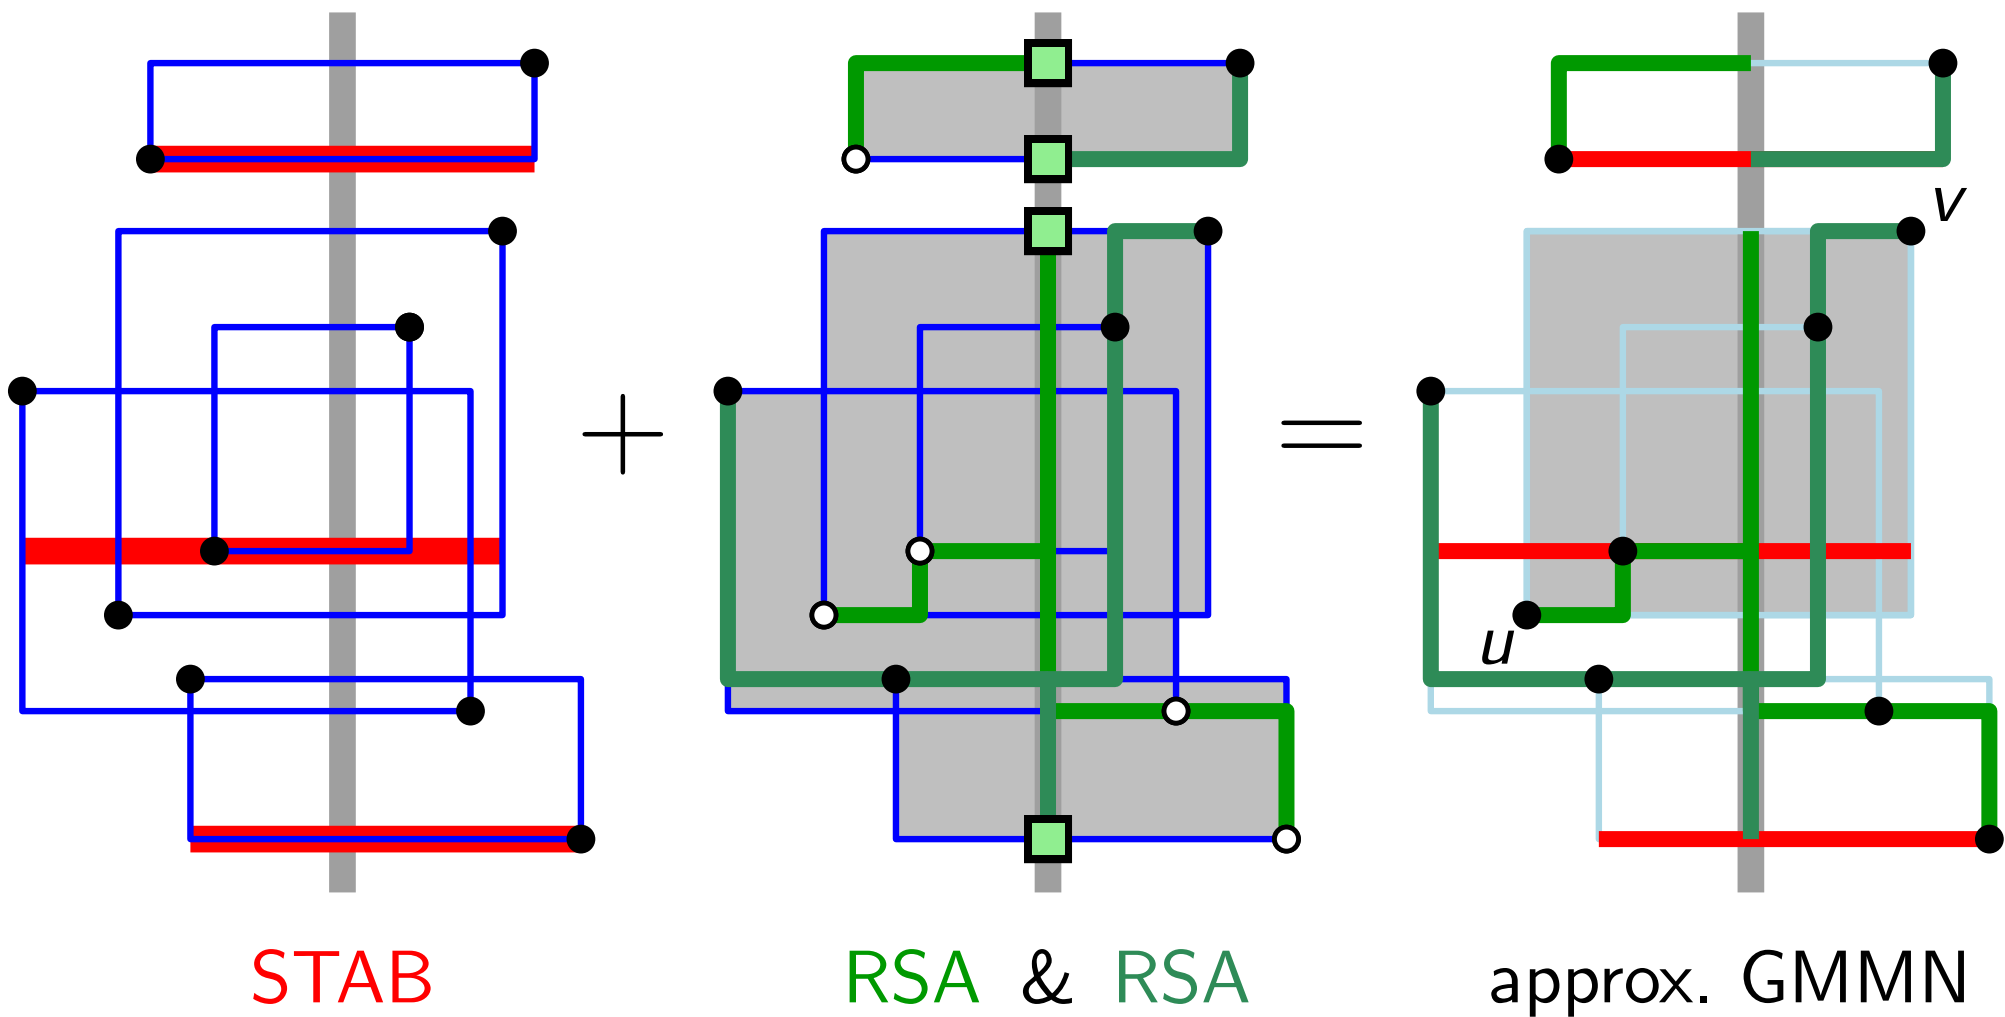 v
+
=
u
STAB
RSA & RSA
approx. GMMN